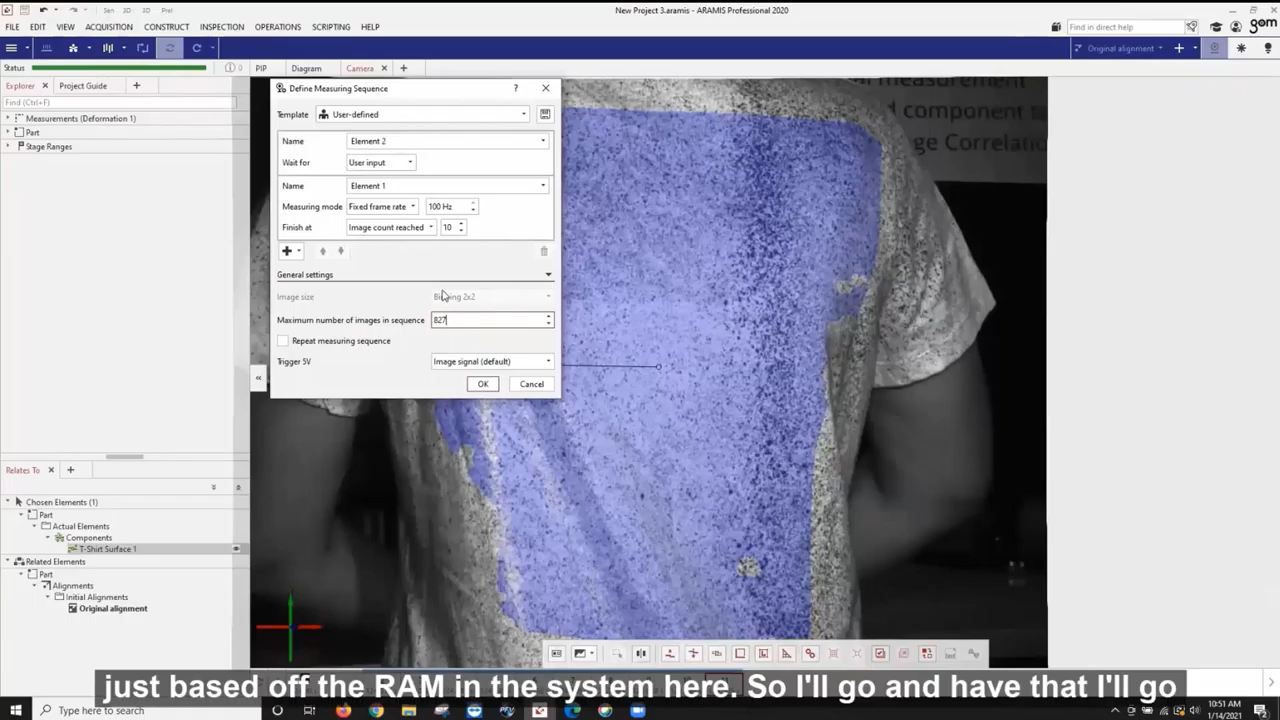 New Project 3.aramis - ARAMIS Professional 2020
FILE EDIT VIEW ACQUISITION CONSTRUCT INSPECTION OPERATIONS SCRIPTING HELP
Find in direct help
gom
Original alignment
Status
PIP Diagram Camera
Explorer Project Guide
Find (Ctrl+F)
Measurements (Deformation 1)
Part
Stage Ranges
Define Measuring Sequence
Template User-defined
Name Element 2
Wait for User input
Name Element 1
Measuring mode Fixed frame rate 100 Hz
Finish at Image count reached 10
General settings
Image size Binning 2x2
Maximum number of images in sequence 827
Repeat measuring sequence
Trigger 5V Image signal (default)
OK Cancel
measurement
component
Correlation
Relates To
Chosen Elements (1)
Part
Actual Elements
Components
T-Shirt Surface 1
Related Elements
Part
Alignments
Initial Alignments
Original alignment
just based off the RAM in the system here. So I'll go and have that I'll go
Type here to search
10:51 AM
1/14/2021